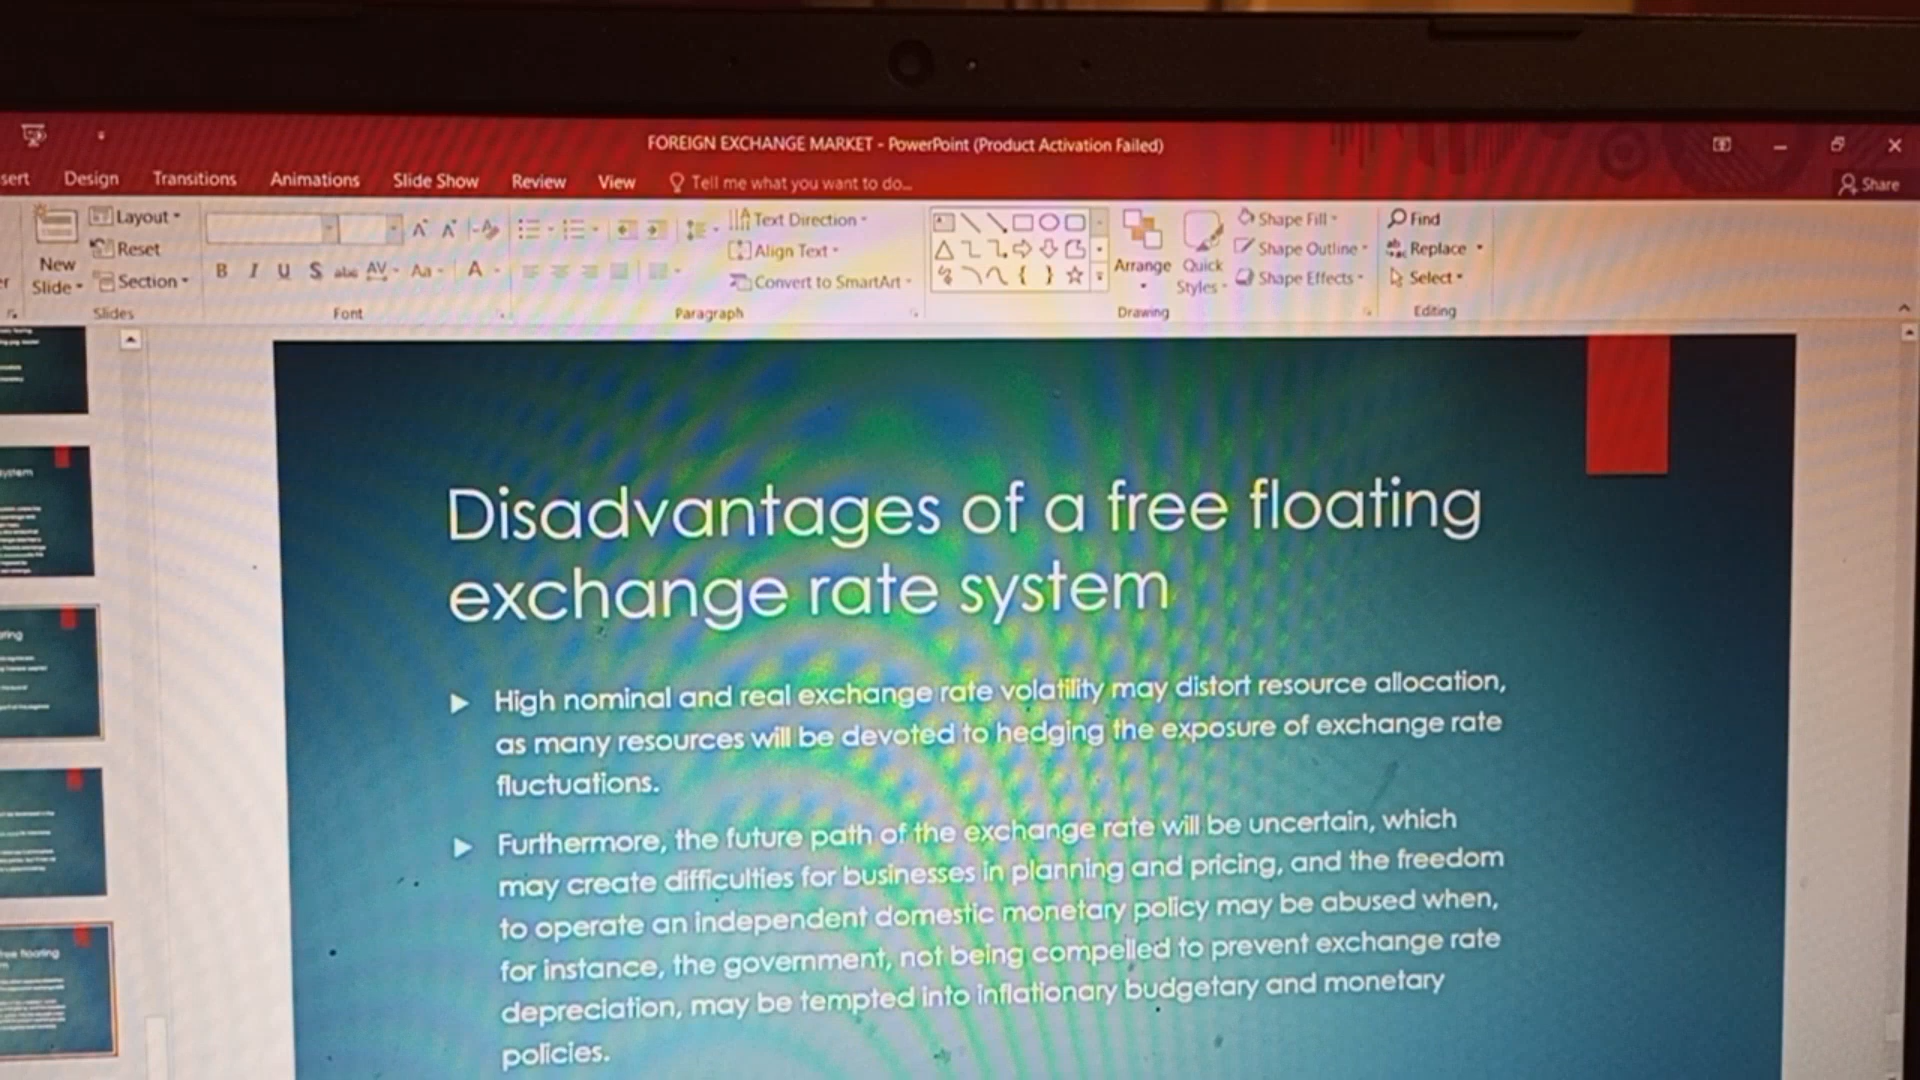 FOREIGN EXCHANGE MARKET - PowerPoint (Product Activation Failed)
sert Design Transitions Animations Slide Show Review View Tell me what you want to do... Share
Layout
Reset
Section
New
Slide
Slides
B I U S abc AV Aa A
Font
Text Direction
Align Text
Convert to SmartArt
Paragraph
Arrange
Quick
Styles
Shape Fill
Shape Outline
Shape Effects
Drawing
Find
Replace
Select
Editing
Disadvantages of a free floating
exchange rate system
High nominal and real exchange rate volatility may distort resource allocation,
as many resources will be devoted to hedging the exposure of exchange rate
fluctuations.
Furthermore, the future path of the exchange rate will be uncertain, which
may create difficulties for businesses in planning and pricing, and the freedom
to operate an independent domestic monetary policy may be abused when,
for instance, the government, not being compelled to prevent exchange rate
depreciation, may be tempted into inflationary budgetary and monetary
policies.